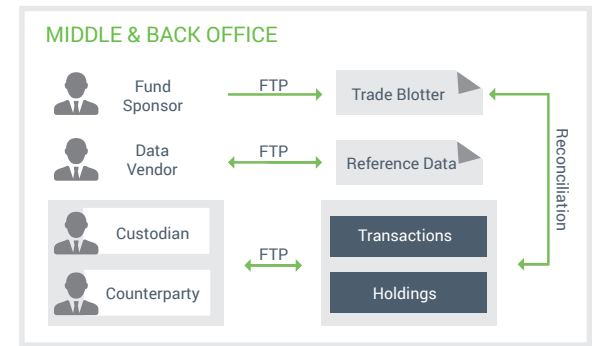 MIDDLE & BACK OFFICE
Fund
Sponsor
FTP
Trade Blotter
Data
Vendor
FTP
Reference Data
Reconciliation
Custodian
Counterparty
FTP
Transactions
Holdings